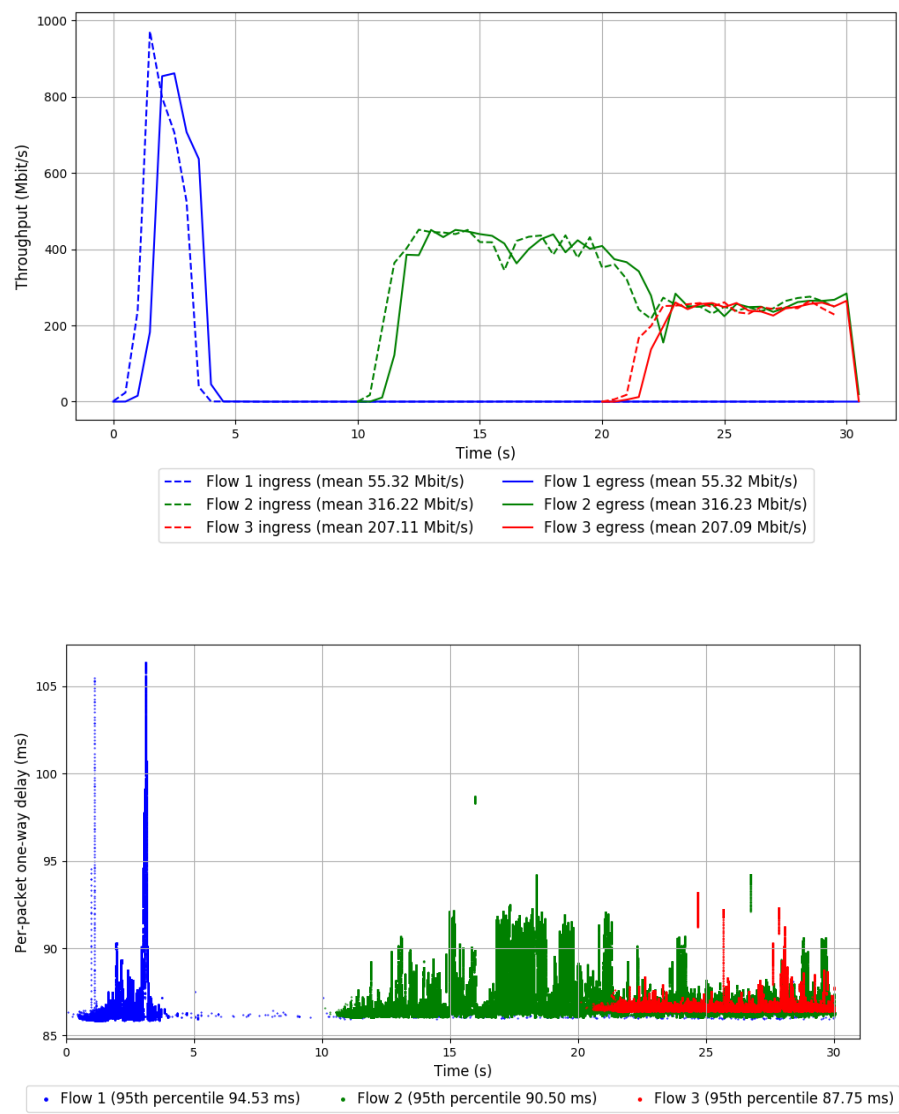 1000
800
600
400
200
0
Throughput (Mbit/s)
0 5 10 15 20 25 30
Time (s)
Flow 1 ingress (mean 55.32 Mbit/s) Flow 1 egress (mean 55.32 Mbit/s)
Flow 2 ingress (mean 316.22 Mbit/s) Flow 2 egress (mean 316.23 Mbit/s)
Flow 3 ingress (mean 207.11 Mbit/s) Flow 3 egress (mean 207.09 Mbit/s)
105
100
95
90
85
Per-packet one-way delay (ms)
0 5 10 15 20 25 30
Time (s)
Flow 1 (95th percentile 94.53 ms) Flow 2 (95th percentile 90.50 ms) Flow 3 (95th percentile 87.75 ms)